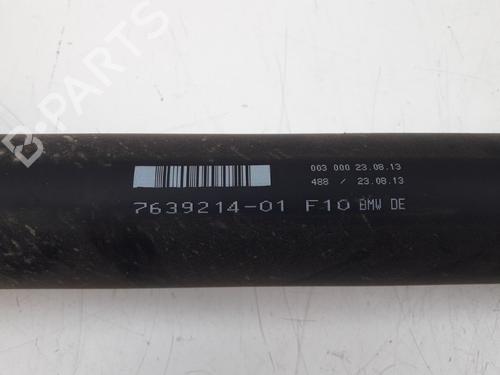 003 000 23.08.13
488 / 23.08.13
7639214-01 F10 BMW DE
B-Parts